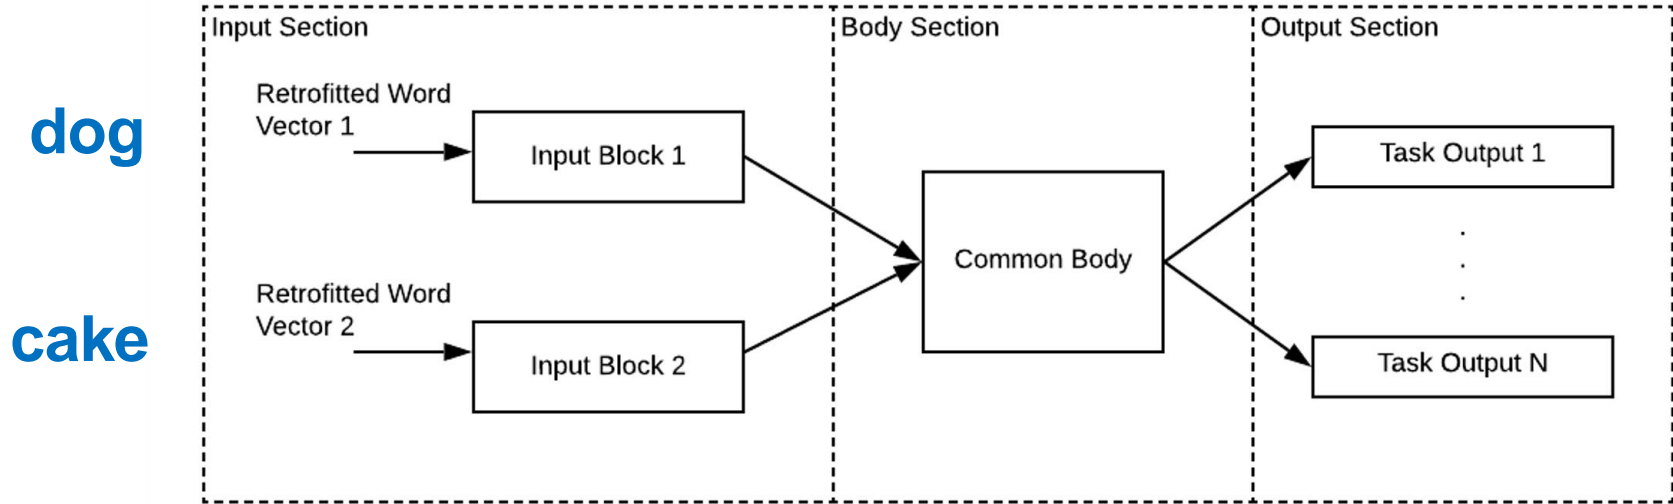 Input Section
Body Section
Output Section
dog
Retrofitted Word
Vector 1
Input Block 1
cake
Retrofitted Word
Vector 2
Input Block 2
Common Body
Task Output 1
.
.
.
Task Output N